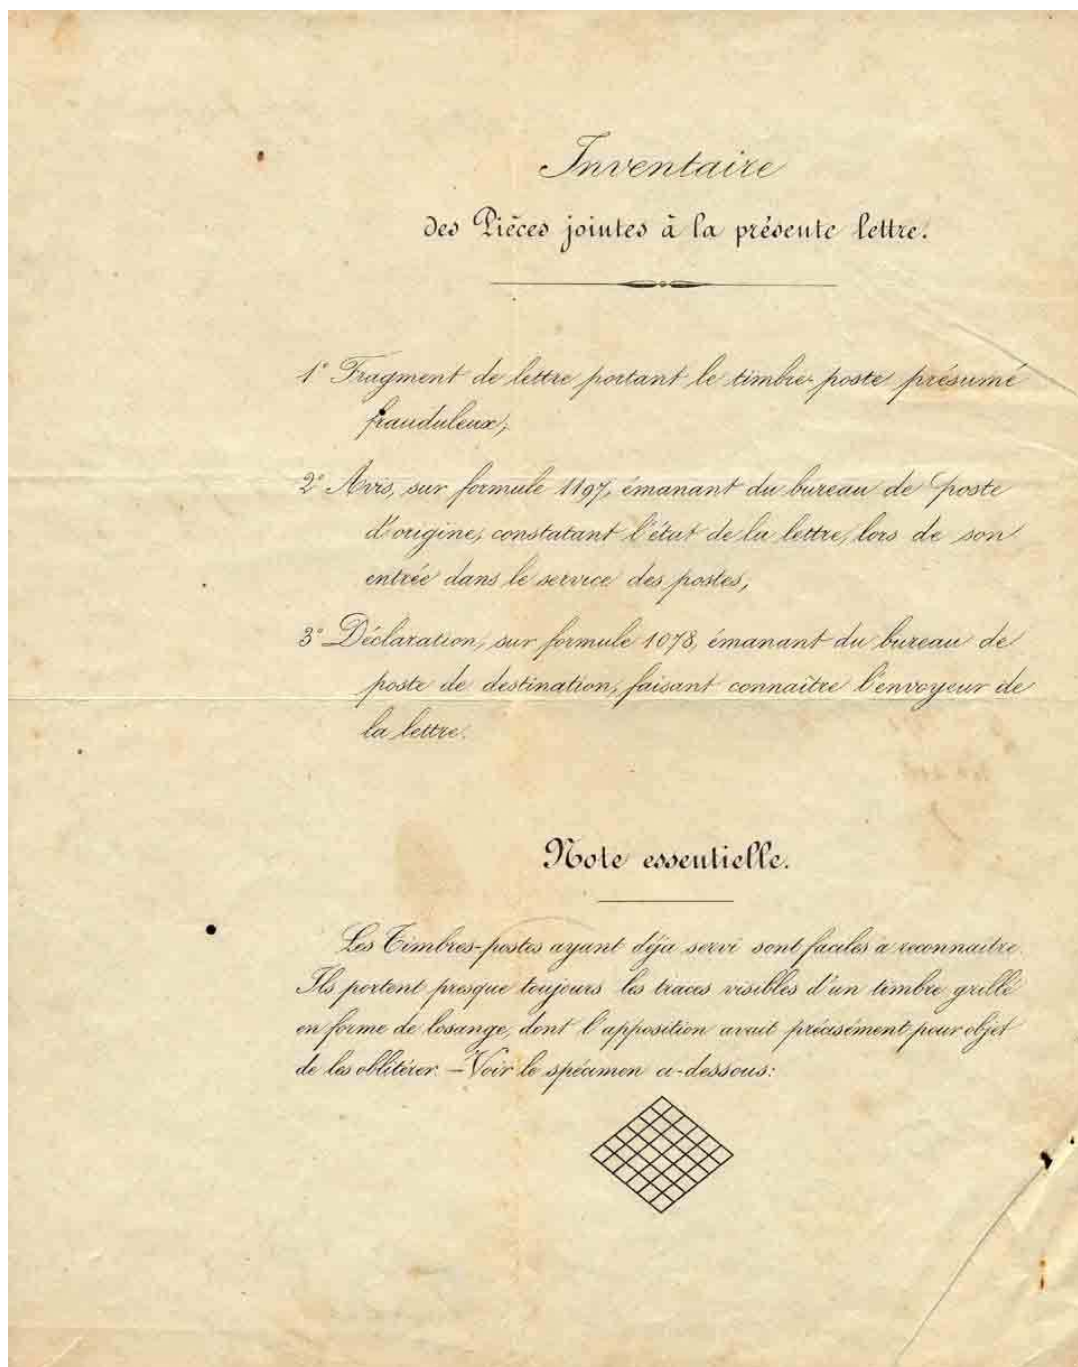 Inventaire
des Pièces jointes à la présente lettre.
1° Fragment de lettre portant le timbre-poste présumé
frauduleux;
2° Avis, sur formule 1197, émanant du bureau de poste
d'origine, constatant l'état de la lettre, lors de son
entrée dans le service des postes,
3° Déclaration, sur formule 1078, émanant du bureau de
poste de destination, faisant connaître l'envoyeur de
la lettre.
Note essentielle.
Les Timbres-postes ayant déja servi sont faciles à reconnaître.
Ils portent presque toujours les traces visibles d'un timbre grillé
en forme de losange, dont l'apposition avait précisément pour objet
de les oblitérer. — Voir le spécimen ci-dessous: